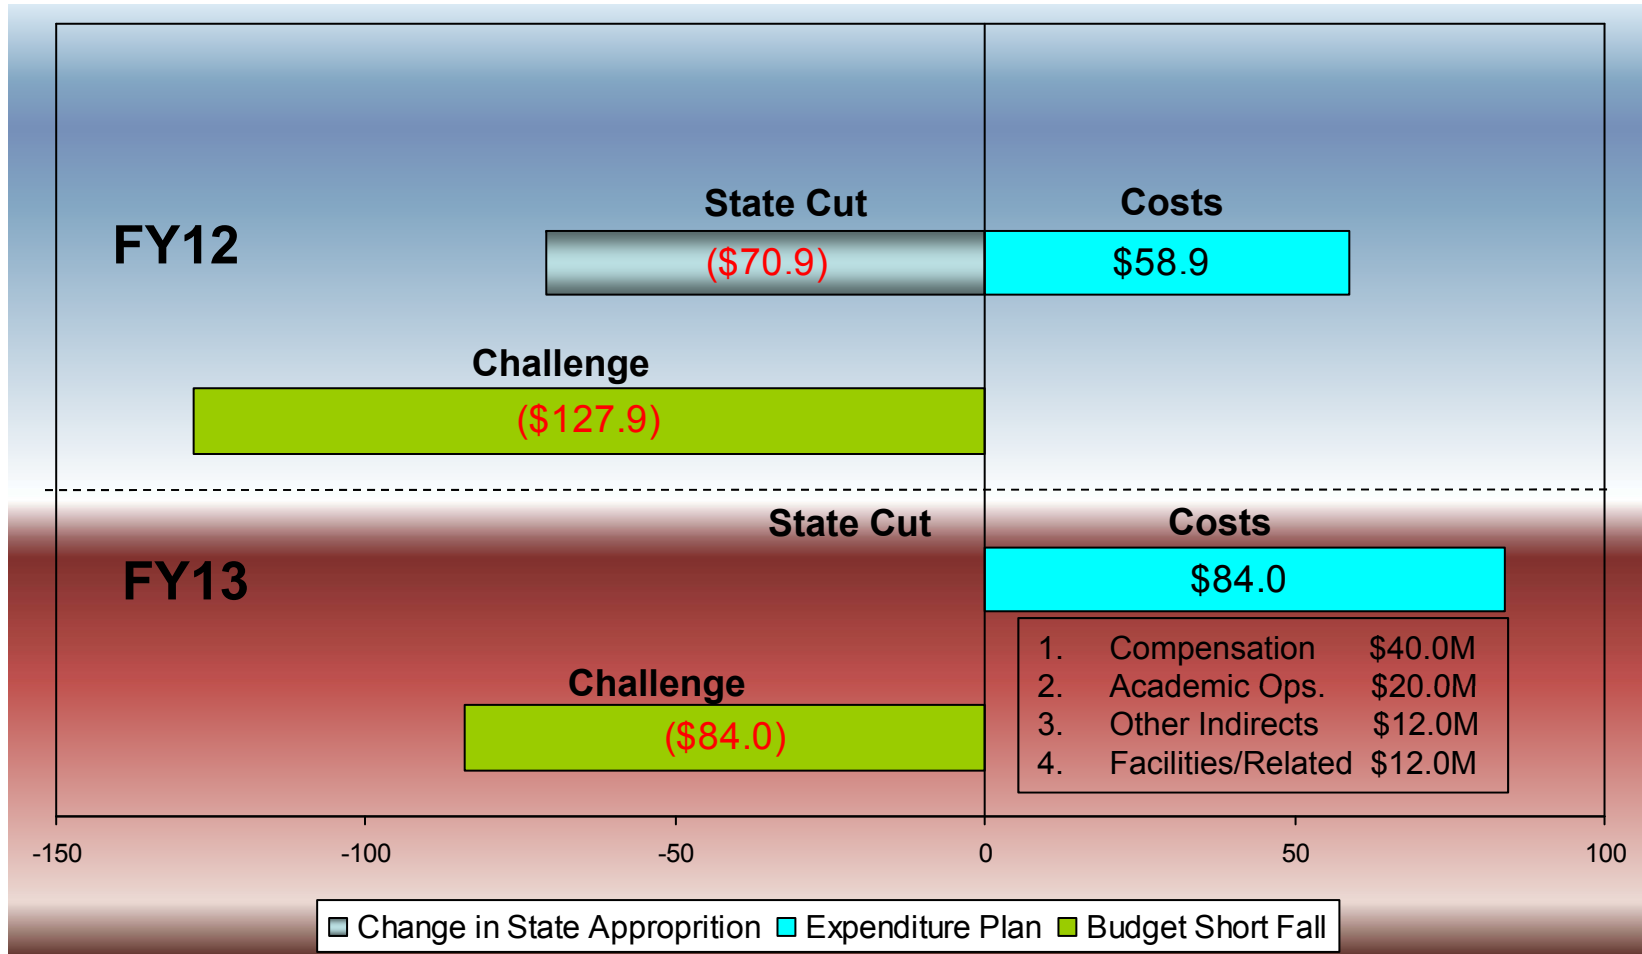 State Cut Costs
FY12 ($70.9) $58.9
Challenge
($127.9)
State Cut Costs
FY13 $84.0
1. Compensation $40.0M
2. Academic Ops. $20.0M
3. Other Indirects $12.0M
4. Facilities/Related $12.0M
Challenge
($84.0)
-150 -100 -50 0 50 100
Change in State Approprition Expenditure Plan Budget Short Fall